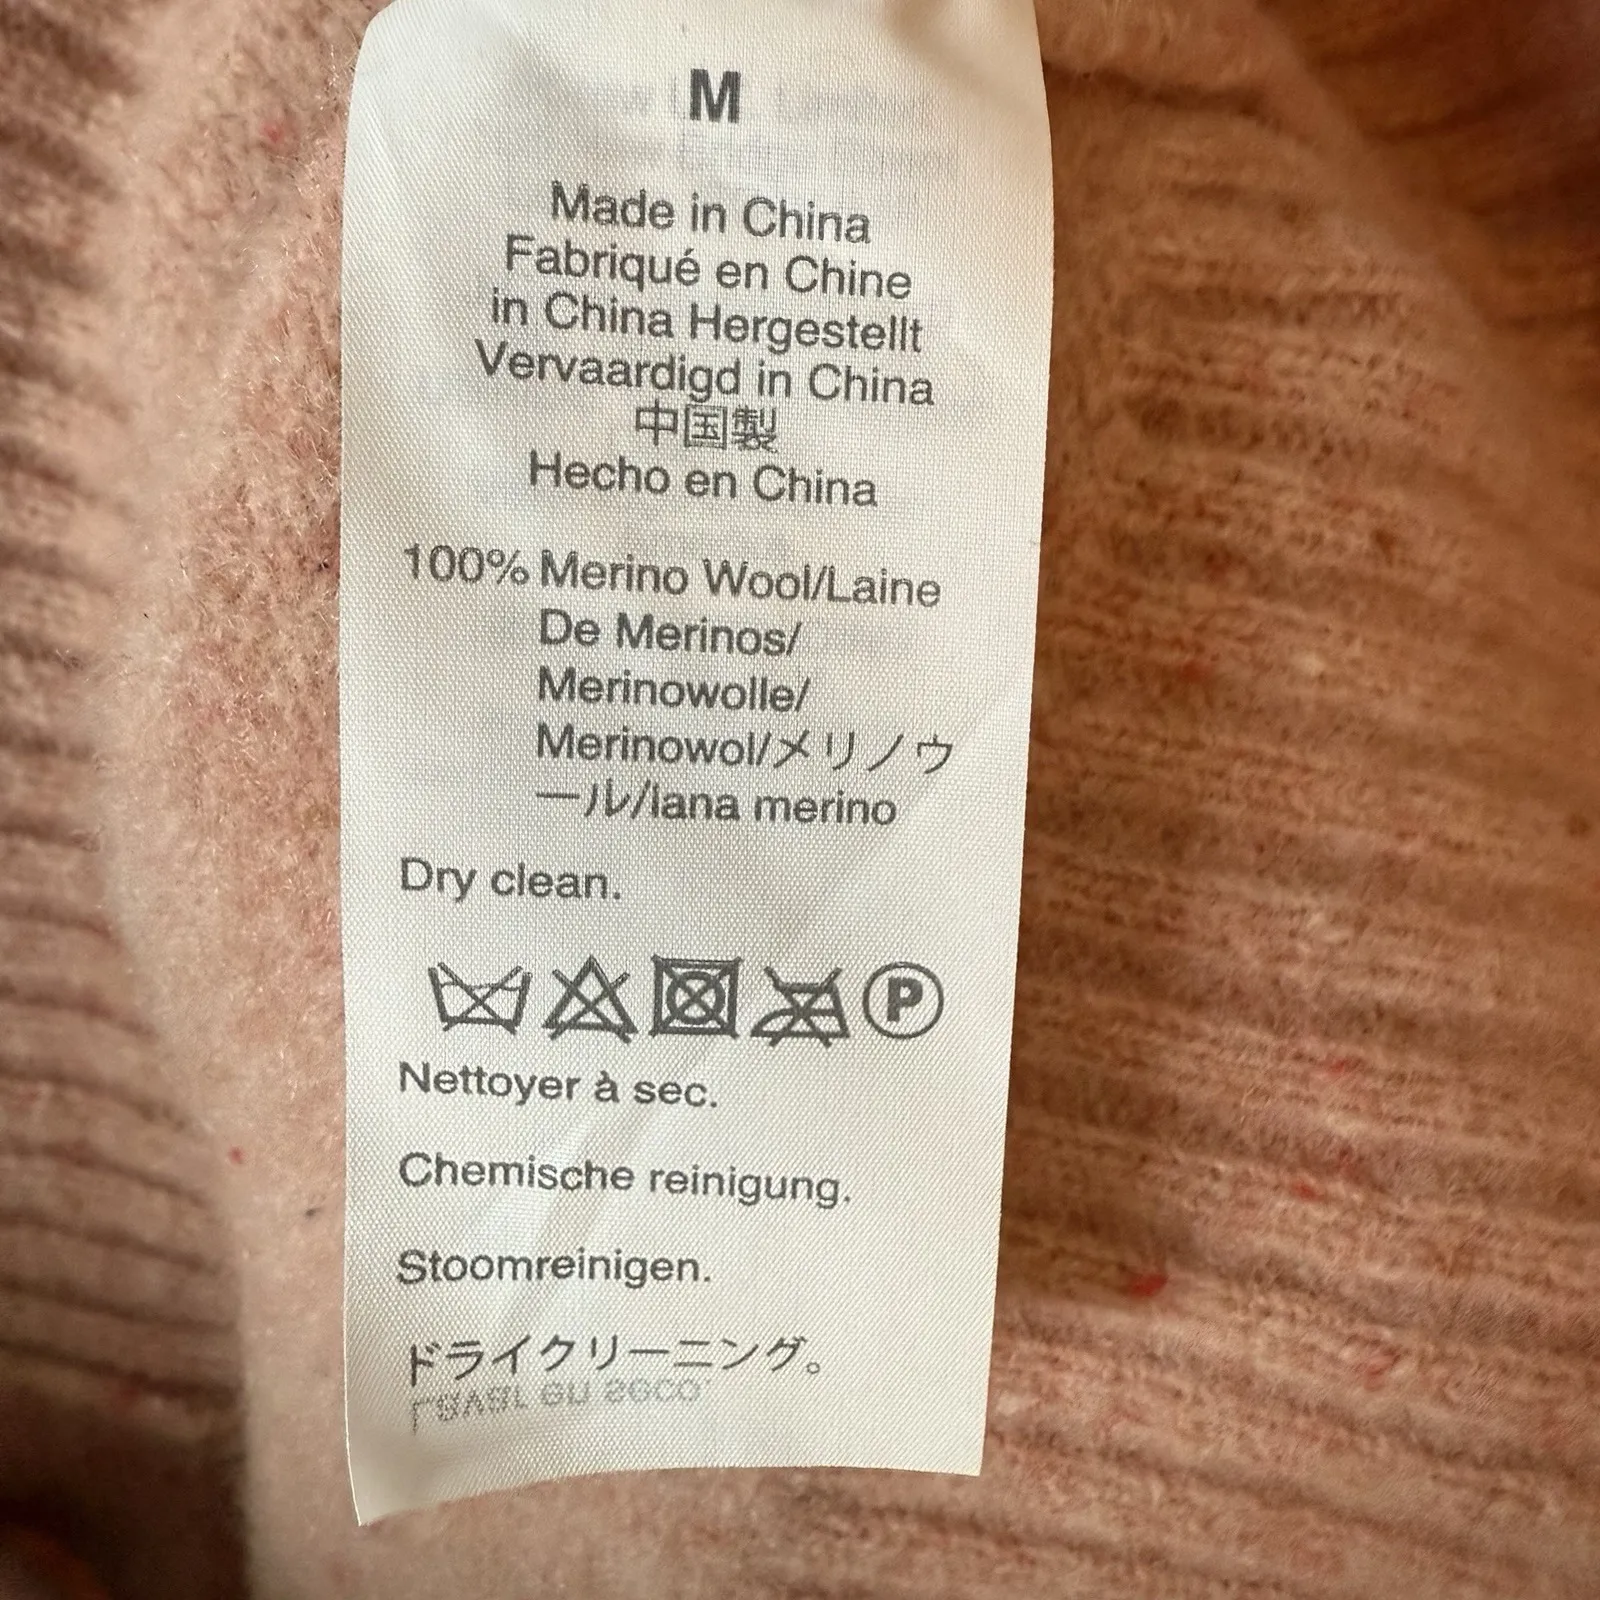 M
Made in China
Fabriqué en Chine
in China Hergestellt
Vervaardigd in China
中国製
Hecho en China
100% Merino Wool/Laine
De Merinos/
Merinowolle/
Merinowol/メリノウ
ール/lana merino
Dry clean.
P
Nettoyer à sec.
Chemische reinigung.
Stoomreinigen.
ドライクリーニング。